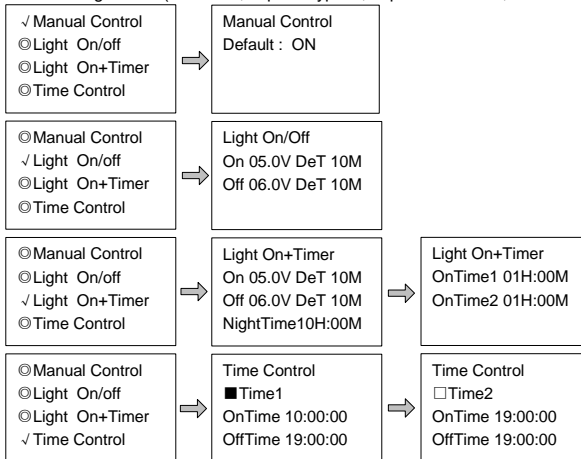 √ Manual Control
◎Light On/off
◎Light On+Timer
◎Time Control
Manual Control
Default : ON
◎Manual Control
√ Light On/off
◎Light On+Timer
◎Time Control
Light On/Off
On 05.0V DeT 10M
Off 06.0V DeT 10M
◎Manual Control
◎Light On/off
√ Light On+Timer
◎Time Control
Light On+Timer
On 05.0V DeT 10M
Off 06.0V DeT 10M
NightTime10H:00M
Light On+Timer
OnTime1 01H:00M
OnTime2 01H:00M
◎Manual Control
◎Light On/off
◎Light On+Timer
√ Time Control
Time Control
■Time1
OnTime 10:00:00
OffTime 19:00:00
Time Control
□Time2
OnTime 19:00:00
OffTime 19:00:00